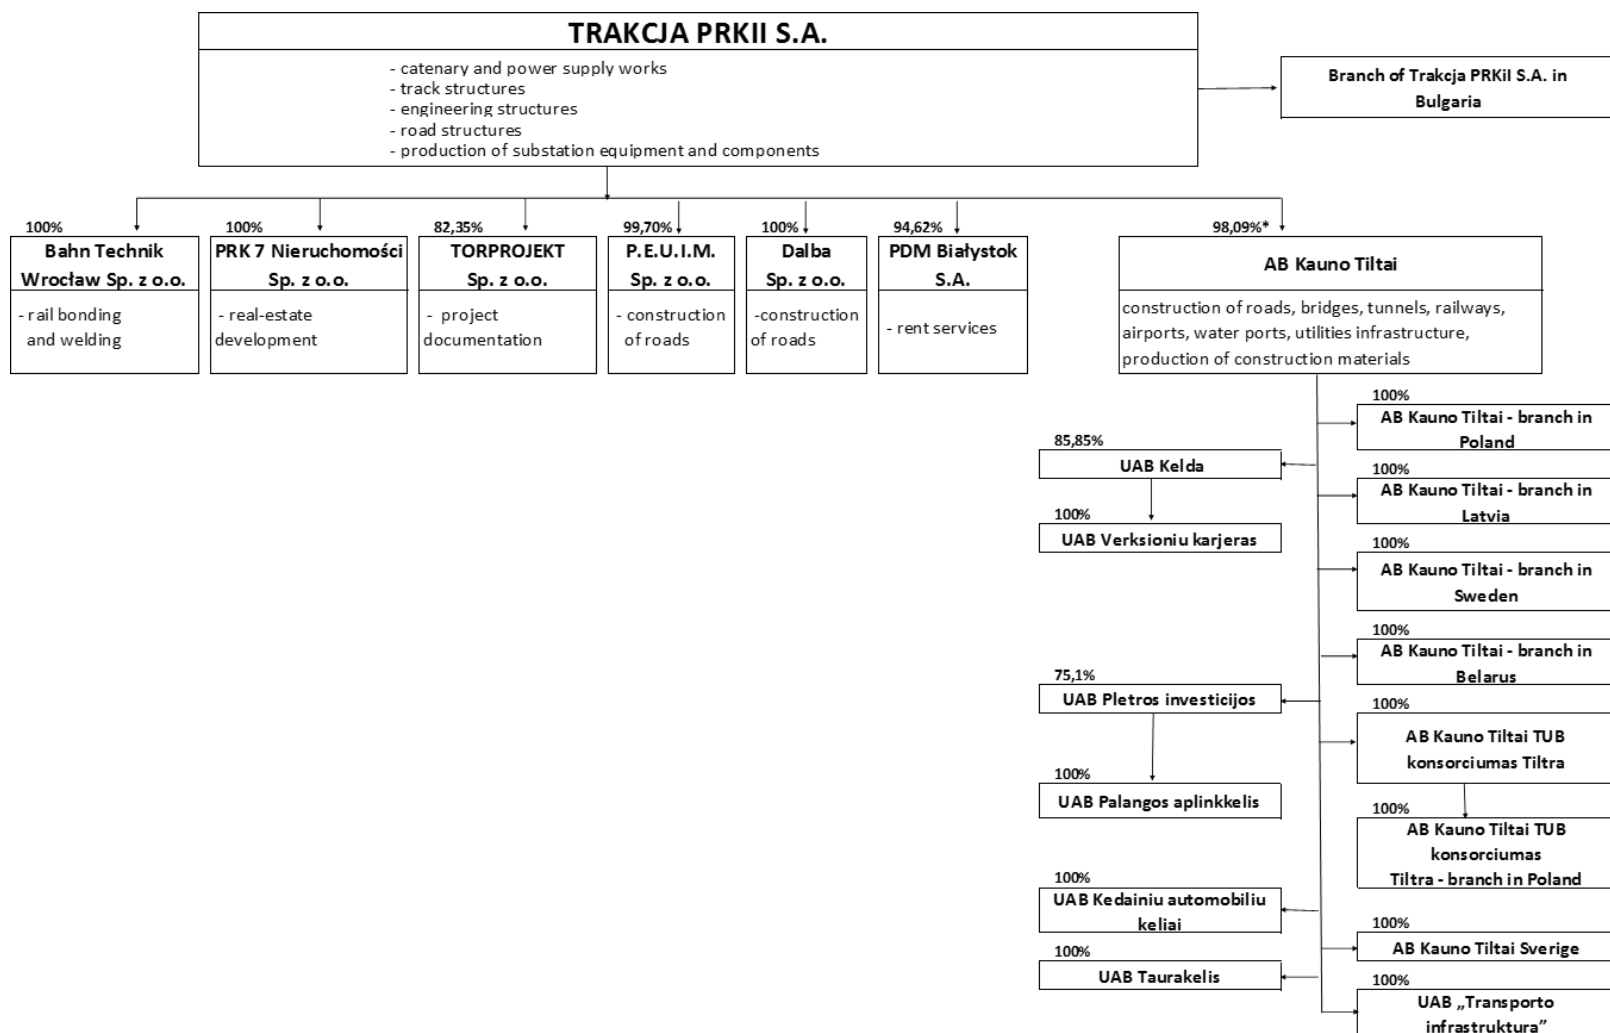 TRAKCJA PRKII S.A.
- catenary and power supply works
- track structures
- engineering structures
- road structures
- production of substation equipment and components
Branch of Trakcja PRKiI S.A. in
Bulgaria
100%
Bahn Technik
Wrocław Sp. z o.o.
- rail bonding
and welding
100%
PRK 7 Nieruchomości
Sp. z o.o.
- real-estate
development
82,35%
TORPROJEKT
Sp. z o.o.
- project
documentation
99,70%
P.E.U.I.M.
Sp. z o.o.
- construction
of roads
100%
Dalba
Sp. z o.o.
-construction
of roads
94,62%
PDM Białystok
S.A.
- rent services
98,09%*
AB Kauno Tiltai
construction of roads, bridges, tunnels, railways,
airports, water ports, utilities infrastructure,
production of construction materials
85,85%
UAB Kelda
100%
UAB Verksioniu karjeras
75,1%
UAB Pletros investicijos
100%
UAB Palangos aplinkkelis
100%
UAB Kedainiu automobiliu
keliai
100%
UAB Taurakelis
100%
AB Kauno Tiltai - branch in
Poland
100%
AB Kauno Tiltai - branch in
Latvia
100%
AB Kauno Tiltai - branch in
Sweden
100%
AB Kauno Tiltai - branch in
Belarus
100%
AB Kauno Tiltai TUB
konsorciumas Tiltra
100%
AB Kauno Tiltai TUB
konsorciumas
Tiltra - branch in Poland
100%
AB Kauno Tiltai Sverige
100%
UAB „Transporto
infrastruktura”